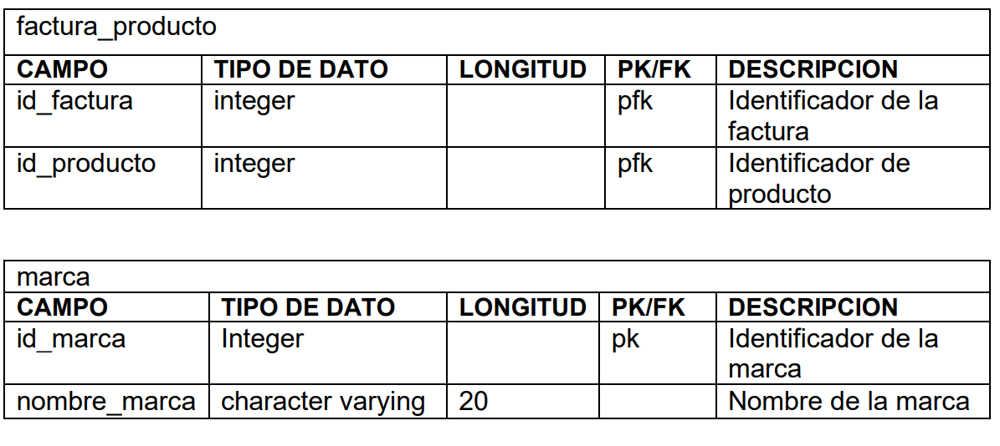 factura_producto
CAMPO TIPO DE DATO LONGITUD PK/FK DESCRIPCION
id_factura integer pfk Identificador de la
factura
id_producto integer pfk Identificador de
producto
marca
CAMPO TIPO DE DATO LONGITUD PK/FK DESCRIPCION
id_marca Integer pk Identificador de la
marca
nombre_marca character varying 20 Nombre de la marca